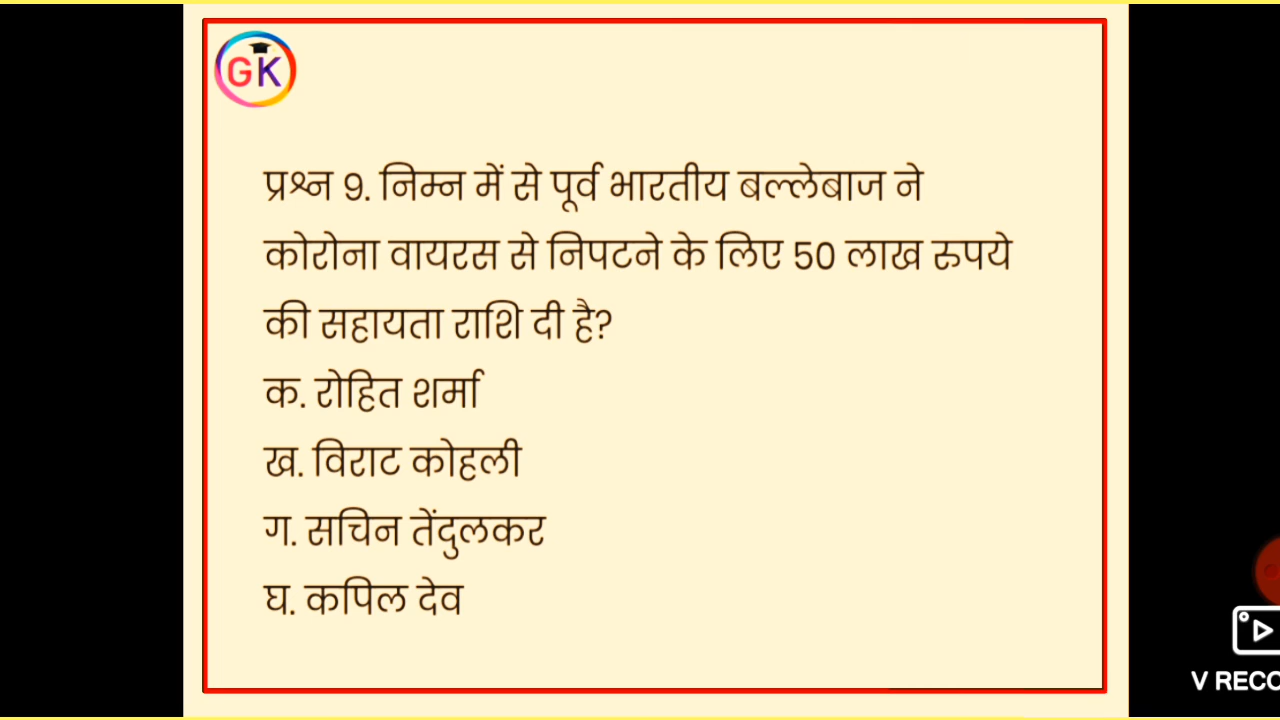 GK
प्रश्न 9. निम्न में से पूर्व भारतीय बल्लेबाज ने
कोरोना वायरस से निपटने के लिए 50 लाख रुपये
की सहायता राशि दी है?
क. रोहित शर्मा
ख. विराट कोहली
ग. सचिन तेंदुलकर
घ. कपिल देव
V RECO